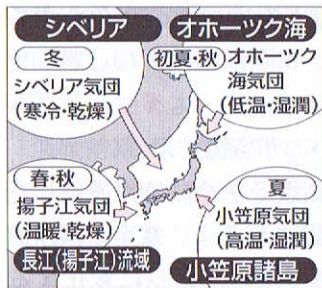 シベリア
冬
シベリア気団
(寒冷・乾燥)
オホーツク海
初夏・秋
オホーツク
海気団
(低温・湿潤)
春・秋
揚子江気団
(温暖・乾燥)
長江(揚子江)流域
夏
小笠原気団
(高温・湿潤)
小笠原諸島